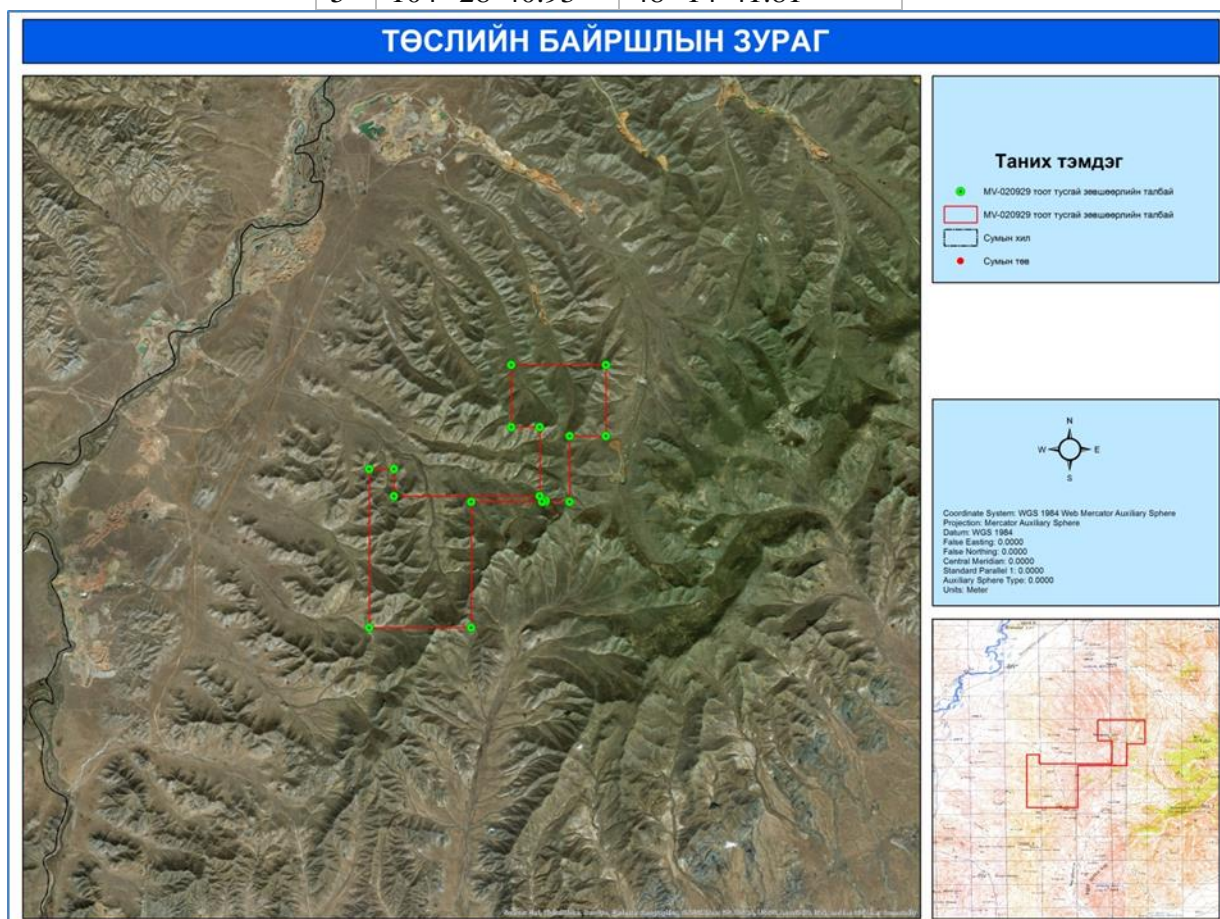 ТӨСЛИЙН БАЙРШЛЫН ЗУРАГ
Таних тэмдэг
MV-020929 тоот тусгай зөвшөөрлийн талбай
MV-020929 тоот тусгай зөвшөөрлийн талбай
Сумын хил
Сумын төв
N
W E
S
Coordinate System: WGS 1984 Web Mercator Auxiliary Sphere
Projection: Mercator Auxiliary Sphere
Datum: WGS 1984
False Easting: 0.0000
False Northing: 0.0000
Central Meridian: 0.0000
Standard Parallel 1: 0.0000
Auxiliary Sphere Type: 0.0000
Units: Meter